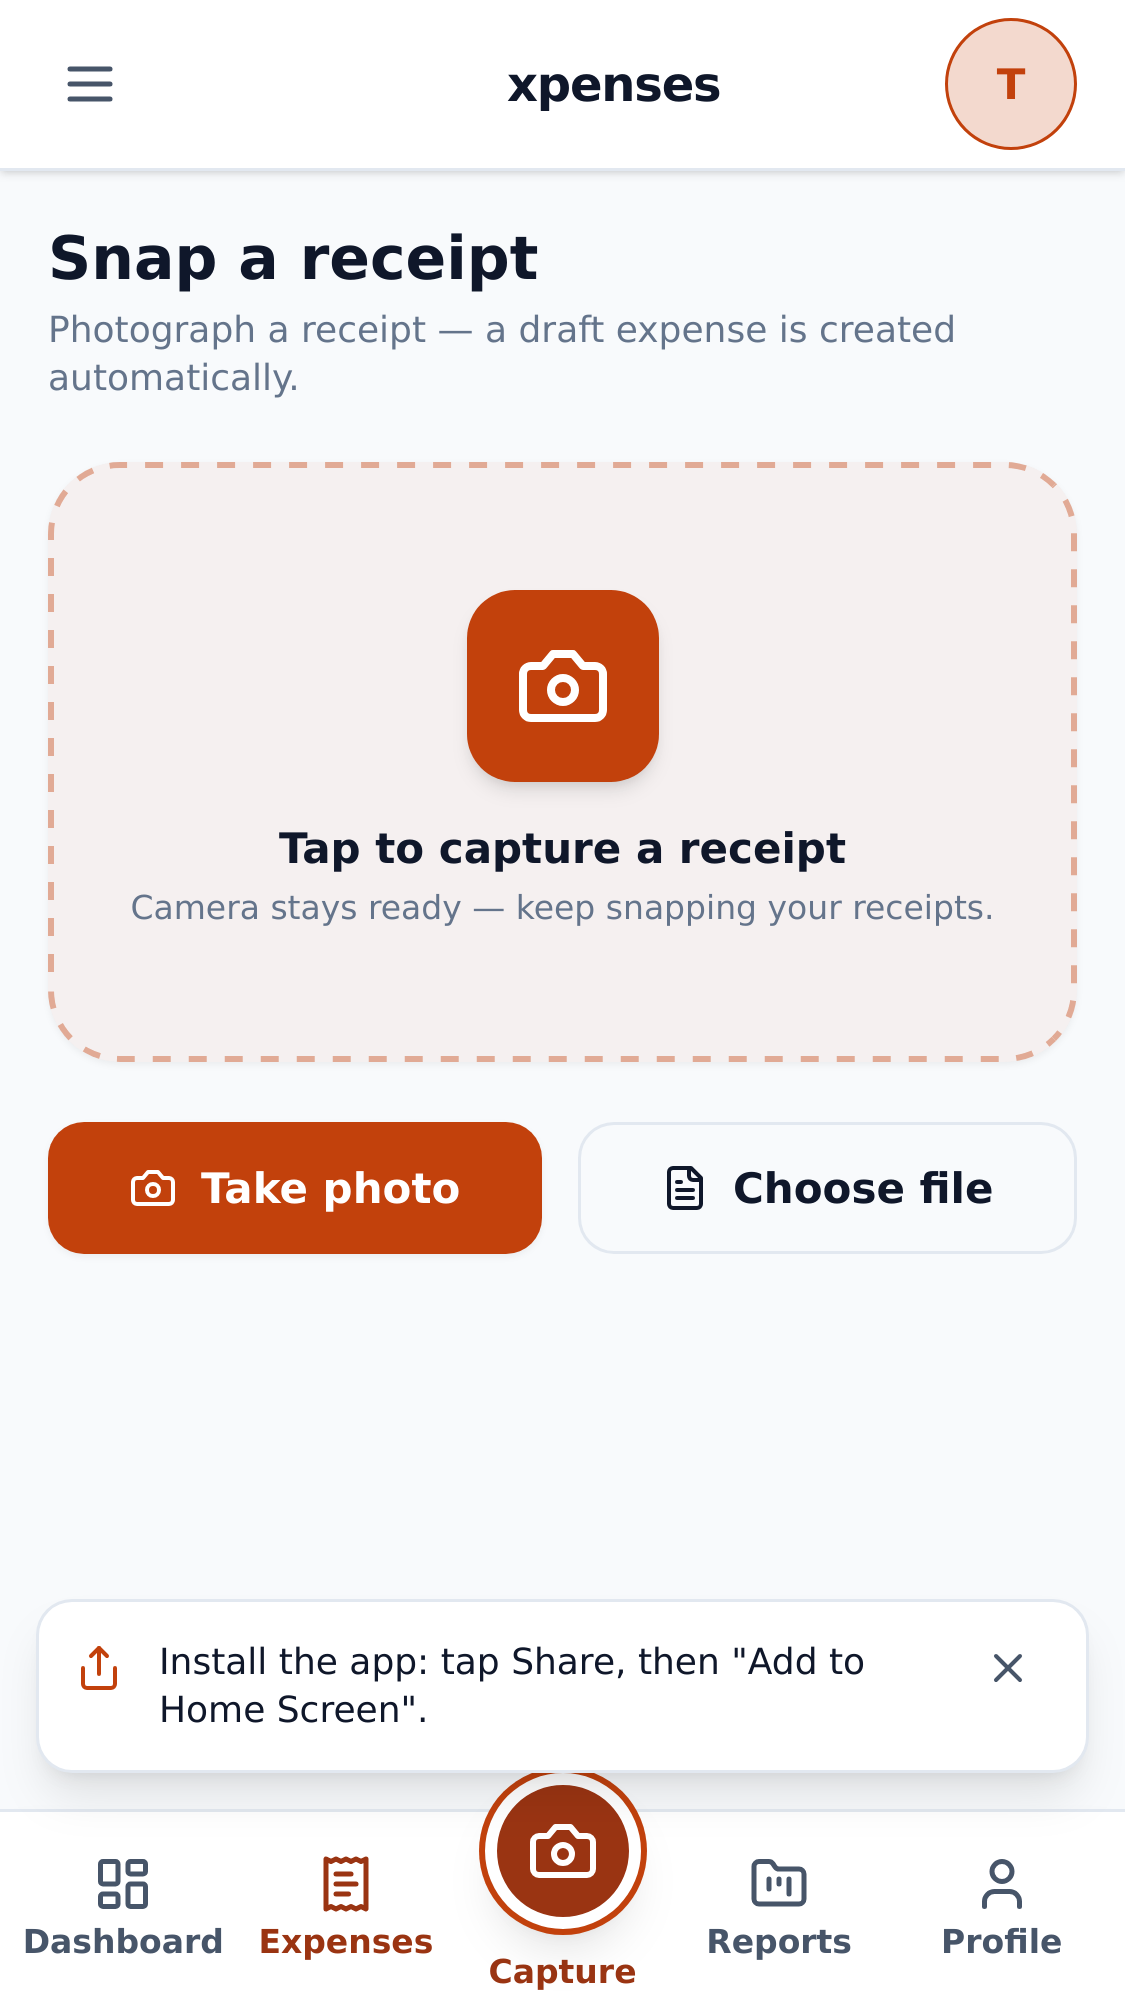 xpenses
T
Snap a receipt
Photograph a receipt — a draft expense is created
automatically.
Tap to capture a receipt
Camera stays ready — keep snapping your receipts.
Take photo
Choose file
Install the app: tap Share, then "Add to
Home Screen".
Dashboard
Expenses
Capture
Reports
Profile